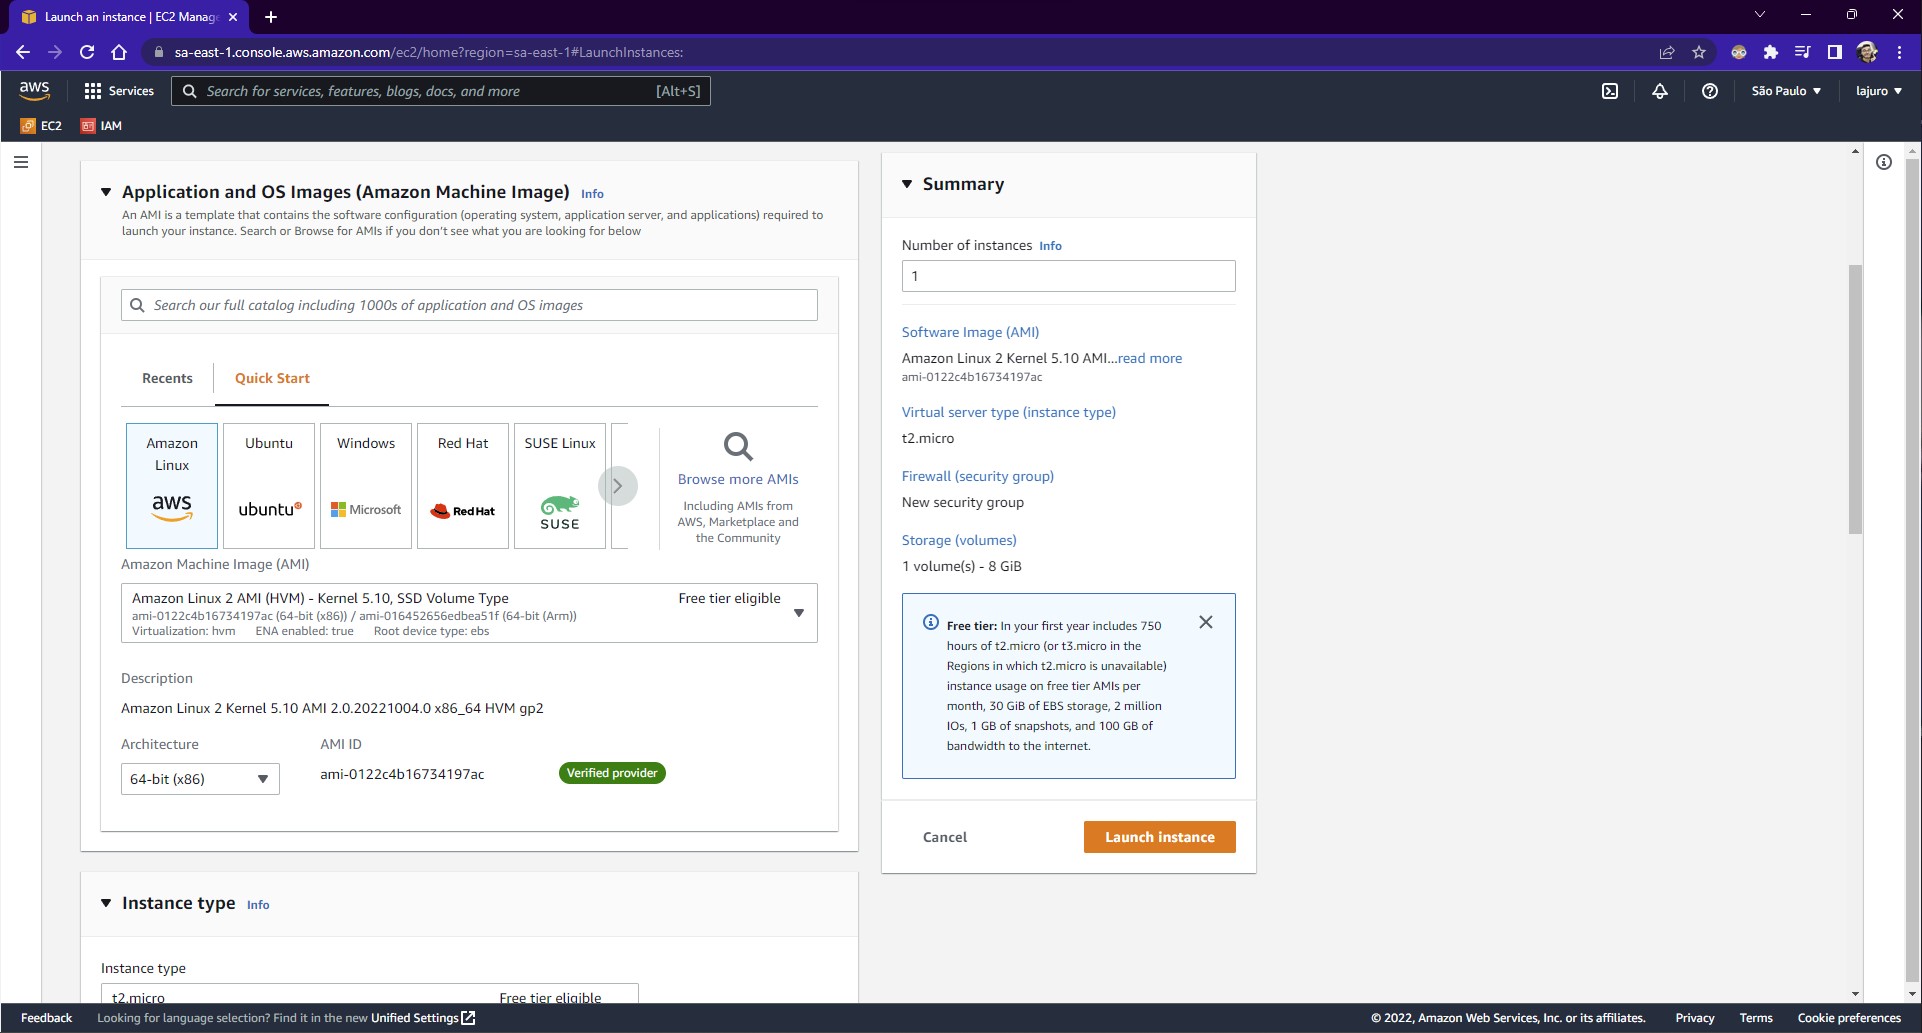 Launch an instance | EC2 Manag
sa-east-1.console.aws.amazon.com/ec2/home?region=sa-east-1#LaunchInstances:
aws
Services
Search for services, features, blogs, docs, and more
[Alt+S]
São Paulo
lajuro
EC2
IAM
Application and OS Images (Amazon Machine Image) Info
An AMI is a template that contains the software configuration (operating system, application server, and applications) required to
launch your instance. Search or Browse for AMIs if you don't see what you are looking for below
Search our full catalog including 1000s of application and OS images
Recents
Quick Start
Amazon
Linux
aws
Ubuntu
ubuntu
Windows
Microsoft
Red Hat
Red Hat
SUSE Linux
SUSE
Browse more AMIs
Including AMIs from
AWS, Marketplace and
the Community
Amazon Machine Image (AMI)
Amazon Linux 2 AMI (HVM) - Kernel 5.10, SSD Volume Type
Free tier eligible
ami-0122c4b16734197ac (64-bit (x86)) / ami-016452656edbea51f (64-bit (Arm))
Virtualization: hvm ENA enabled: true Root device type: ebs
Description
Amazon Linux 2 Kernel 5.10 AMI 2.0.20221004.0 x86_64 HVM gp2
Architecture
AMI ID
64-bit (x86)
ami-0122c4b16734197ac
Verified provider
Instance type Info
Instance type
t2.micro
Free tier eligible
Summary
Number of instances Info
1
Software Image (AMI)
Amazon Linux 2 Kernel 5.10 AMI...read more
ami-0122c4b16734197ac
Virtual server type (instance type)
t2.micro
Firewall (security group)
New security group
Storage (volumes)
1 volume(s) - 8 GiB
Free tier: In your first year includes 750
hours of t2.micro (or t3.micro in the
Regions in which t2.micro is unavailable)
instance usage on free tier AMIs per
month, 30 GiB of EBS storage, 2 million
IOs, 1 GB of snapshots, and 100 GB of
bandwidth to the internet.
Cancel
Launch instance
Feedback
Looking for language selection? Find it in the new Unified Settings
© 2022, Amazon Web Services, Inc. or its affiliates.
Privacy
Terms
Cookie preferences